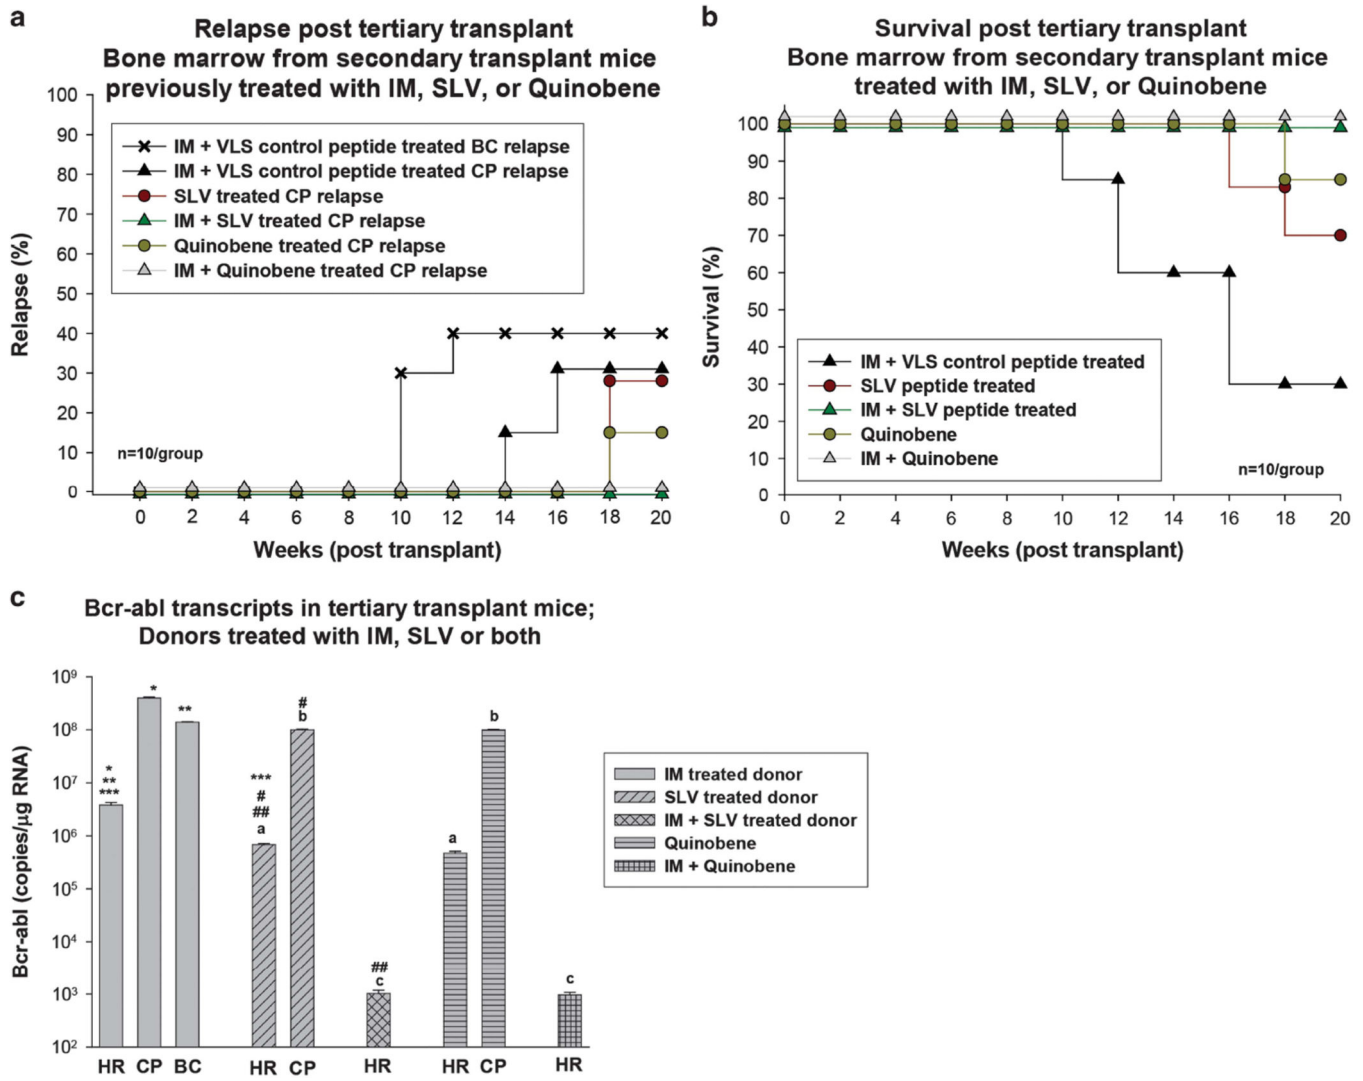 a
Relapse post tertiary transplant
Bone marrow from secondary transplant mice
previously treated with IM, SLV, or Quinobene
100
90
80
70
60
50
40
30
20
10
0
Relapse (%)
IM + VLS control peptide treated BC relapse
IM + VLS control peptide treated CP relapse
SLV treated CP relapse
IM + SLV treated CP relapse
Quinobene treated CP relapse
IM + Quinobene treated CP relapse
n=10/group
0 2 4 6 8 10 12 14 16 18 20
Weeks (post transplant)
b
Survival post tertiary transplant
Bone marrow from secondary transplant mice
treated with IM, SLV, or Quinobene
100
90
80
60
50
40
30
20
10
0
Survival (%)
IM + VLS control peptide treated
SLV peptide treated
IM + SLV peptide treated
Quinobene
IM + Quinobene
n=10/group
0 2 4 6 8 10 12 14 16 18 20
Weeks (post transplant)
c
Bcr-abl transcripts in tertiary transplant mice;
Donors treated with IM, SLV or both
10⁹
10⁸
10⁷
10⁶
10⁵
10⁴
10³
10²
Bcr-abl (copies/µg RNA)
*
**
***
*
**
***
#
##
a
#
b
##
c
a
b
c
HR CP BC HR CP HR HR CP HR
IM treated donor
SLV treated donor
IM + SLV treated donor
Quinobene
IM + Quinobene